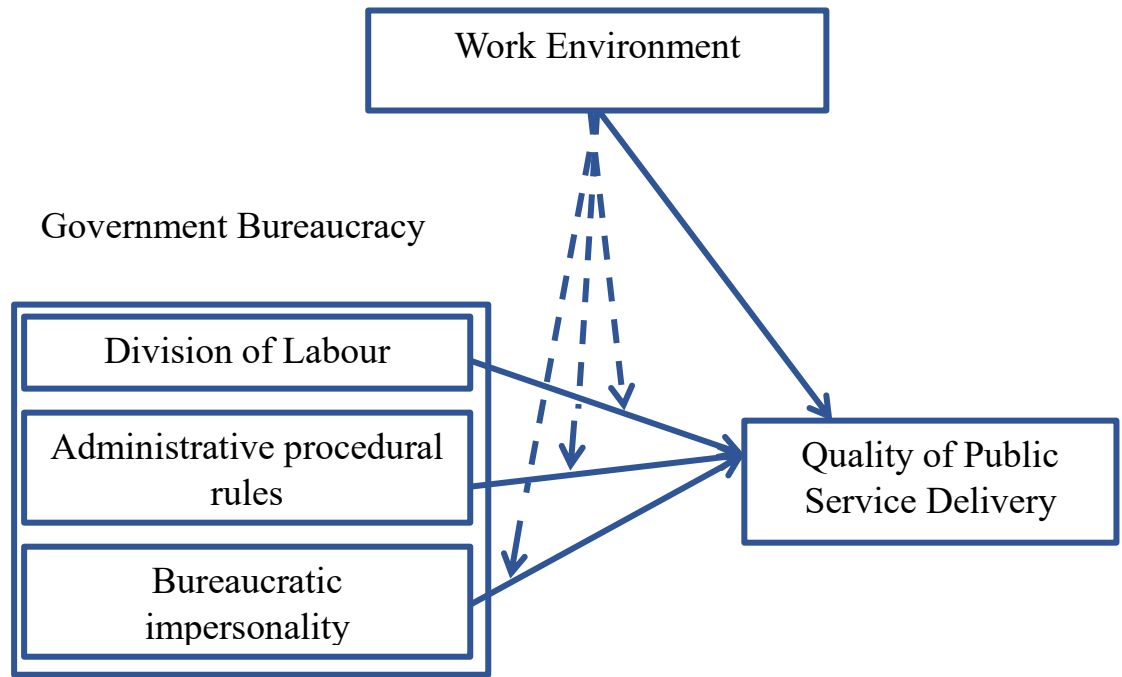 Work Environment
Government Bureaucracy
Division of Labour
Administrative procedural
rules
Bureaucratic
impersonality
Quality of Public
Service Delivery